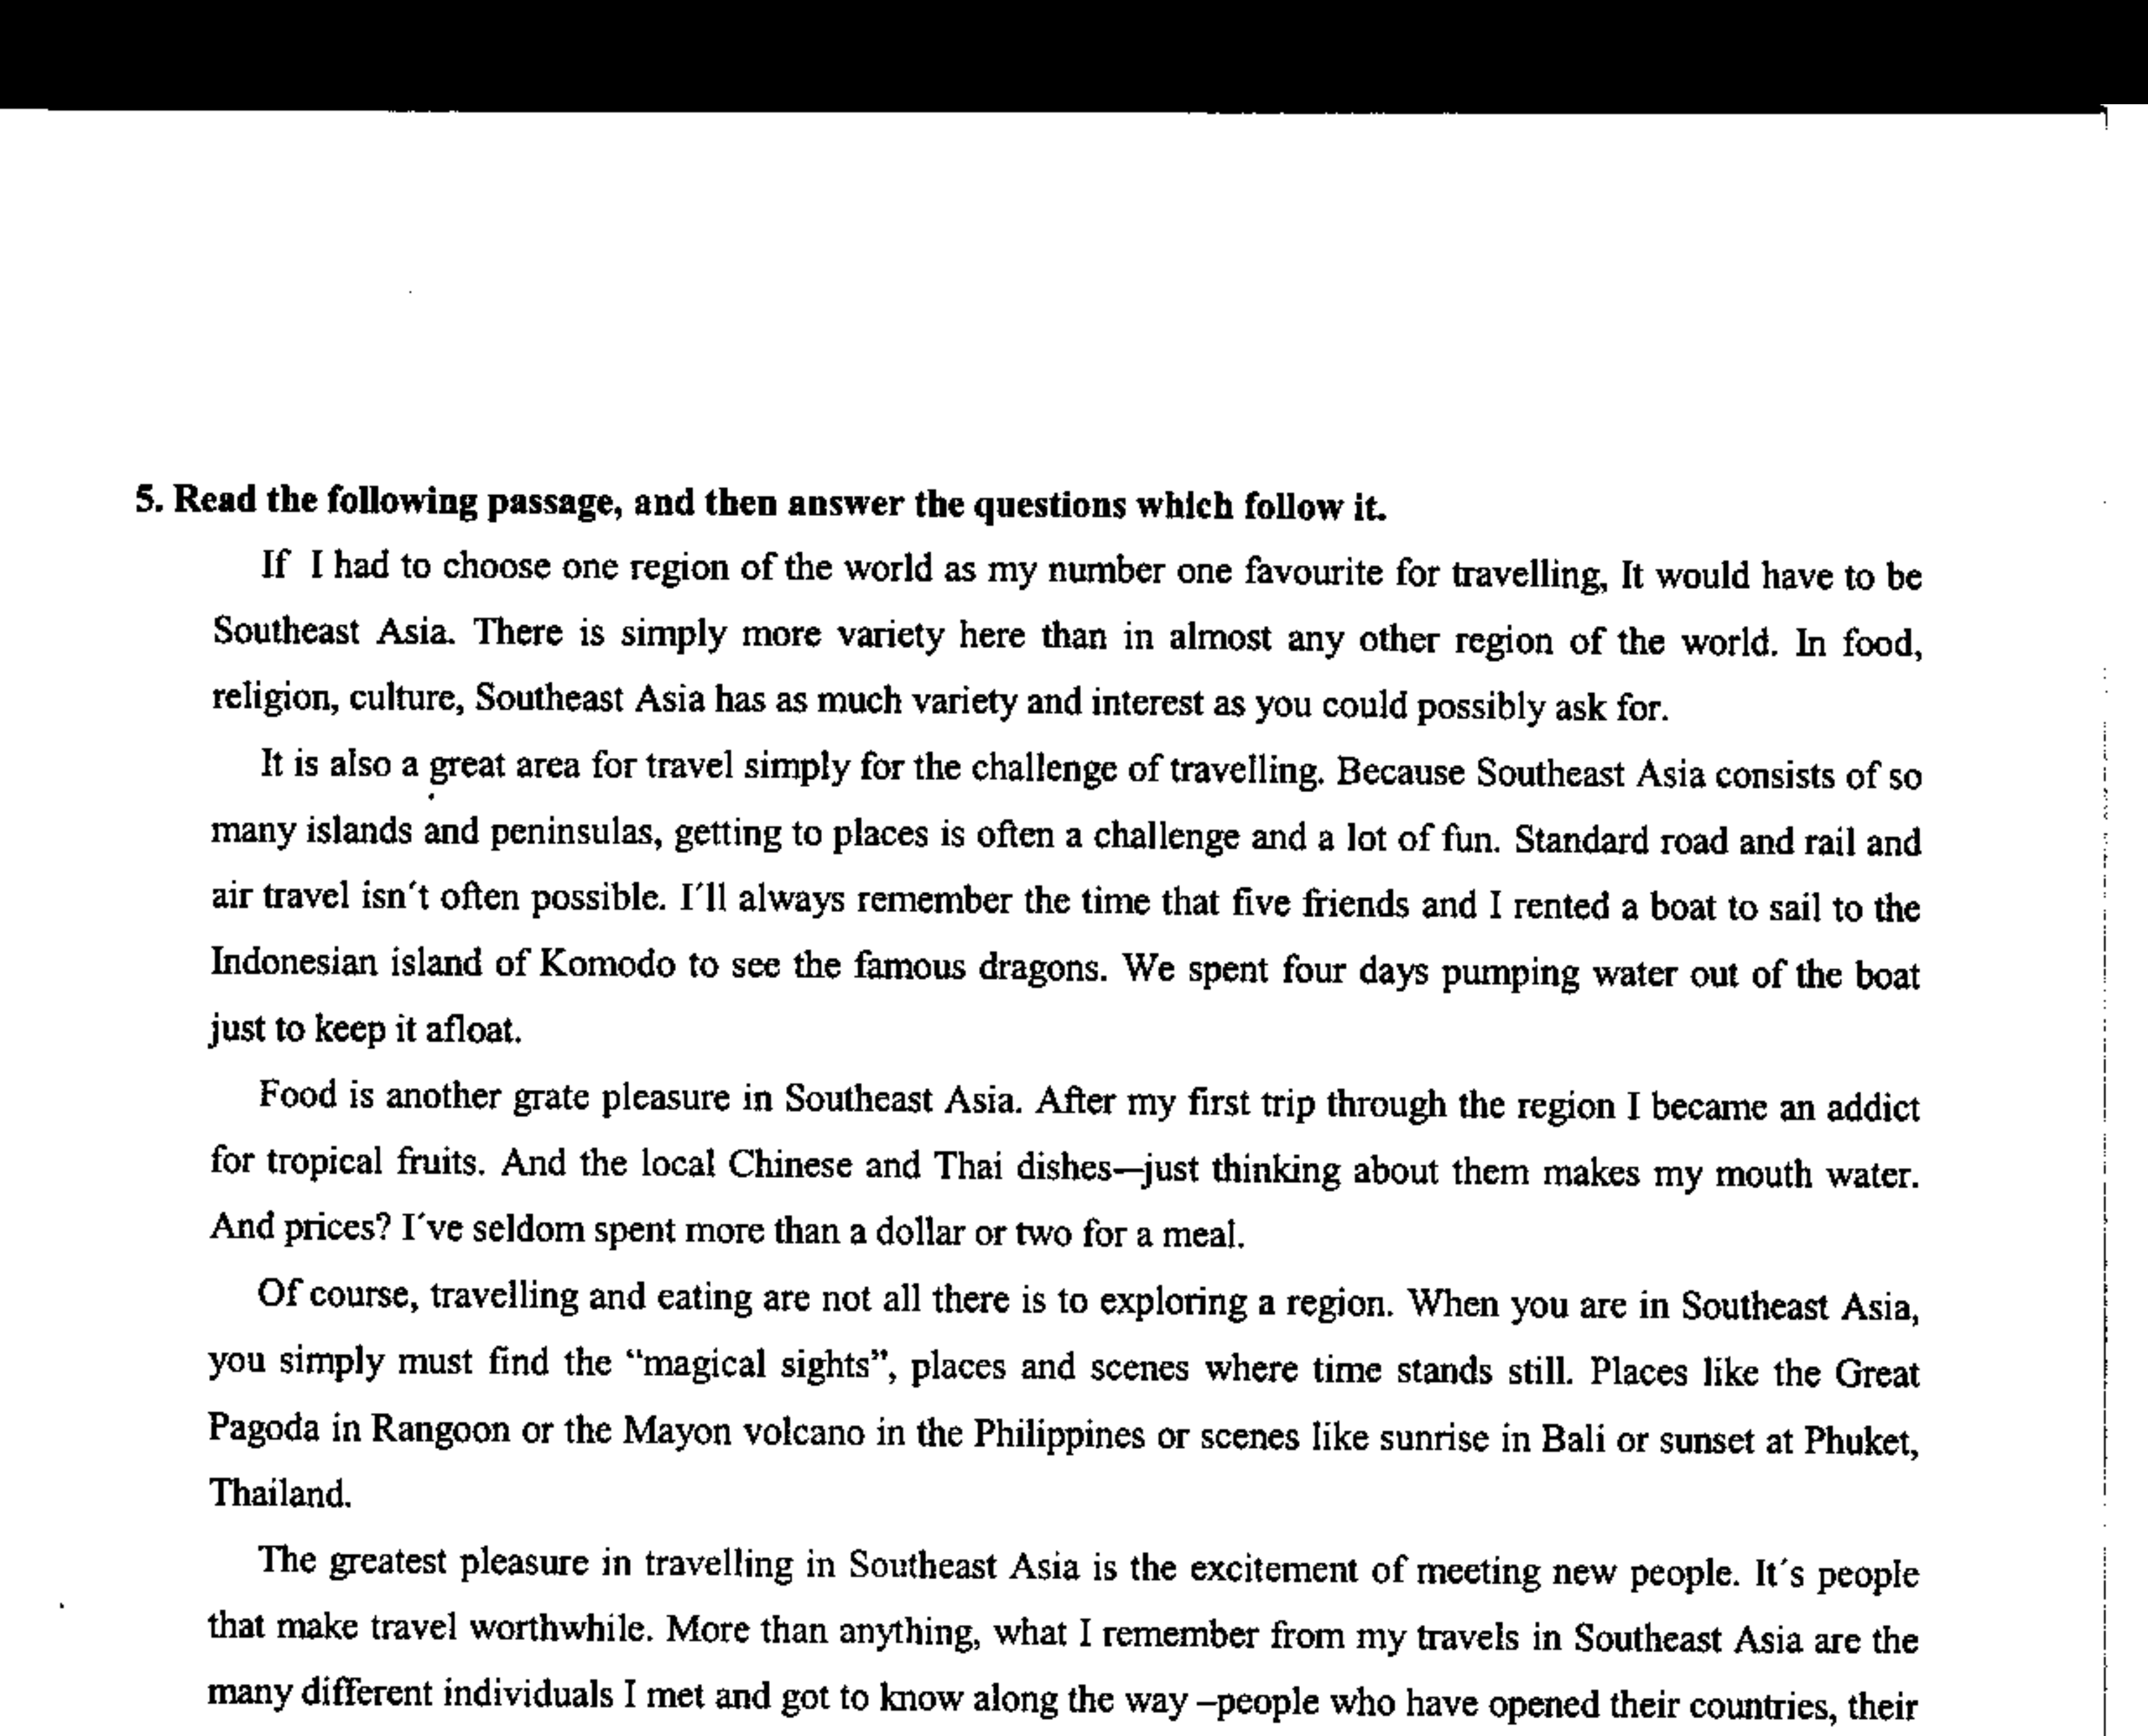 5. Read the following passage, and then answer the questions which follow it.
If I had to choose one region of the world as my number one favourite for travelling, It would have to be
Southeast Asia. There is simply more variety here than in almost any other region of the world. In food,
religion, culture, Southeast Asia has as much variety and interest as you could possibly ask for.
It is also a great area for travel simply for the challenge of travelling. Because Southeast Asia consists of so
many islands and peninsulas, getting to places is often a challenge and a lot of fun. Standard road and rail and
air travel isn´t often possible. I´ll always remember the time that five friends and I rented a boat to sail to the
Indonesian island of Komodo to see the famous dragons. We spent four days pumping water out of the boat
just to keep it afloat.
Food is another grate pleasure in Southeast Asia. After my first trip through the region I became an addict
for tropical fruits. And the local Chinese and Thai dishes—just thinking about them makes my mouth water.
And prices? I´ve seldom spent more than a dollar or two for a meal.
Of course, travelling and eating are not all there is to exploring a region. When you are in Southeast Asia,
you simply must find the “magical sights”, places and scenes where time stands still. Places like the Great
Pagoda in Rangoon or the Mayon volcano in the Philippines or scenes like sunrise in Bali or sunset at Phuket,
Thailand.
The greatest pleasure in travelling in Southeast Asia is the excitement of meeting new people. It´s people
that make travel worthwhile. More than anything, what I remember from my travels in Southeast Asia are the
many different individuals I met and got to know along the way –people who have opened their countries, their